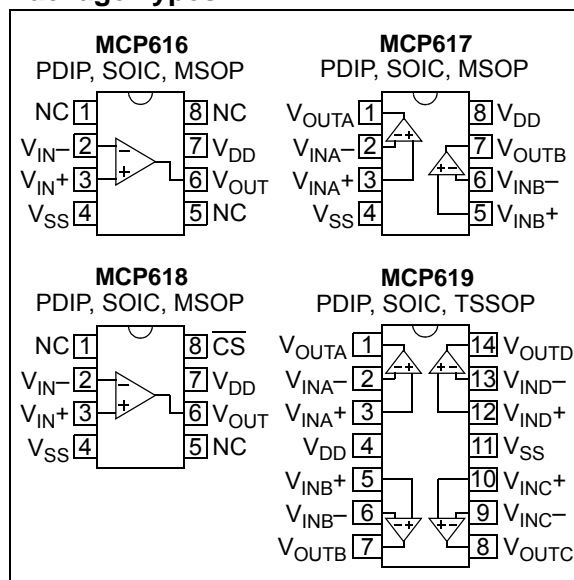 MCP616
PDIP, SOIC, MSOP
NC 1
8 NC
VIN– 2
7 VDD
VIN+ 3
6 VOUT
VSS 4
5 NC
MCP617
PDIP, SOIC, MSOP
VOUTA 1
8 VDD
VINA– 2
7 VOUTB
VINA+ 3
6 VINB–
VSS 4
5 VINB+
MCP618
PDIP, SOIC, MSOP
NC 1
8 CS
VIN– 2
7 VDD
VIN+ 3
6 VOUT
VSS 4
5 NC
MCP619
PDIP, SOIC, TSSOP
VOUTA 1
14 VOUTD
VINA– 2
13 VIND–
VINA+ 3
12 VIND+
VDD 4
11 VSS
VINB+ 5
10 VINC+
VINB– 6
9 VINC–
VOUTB 7
8 VOUTC